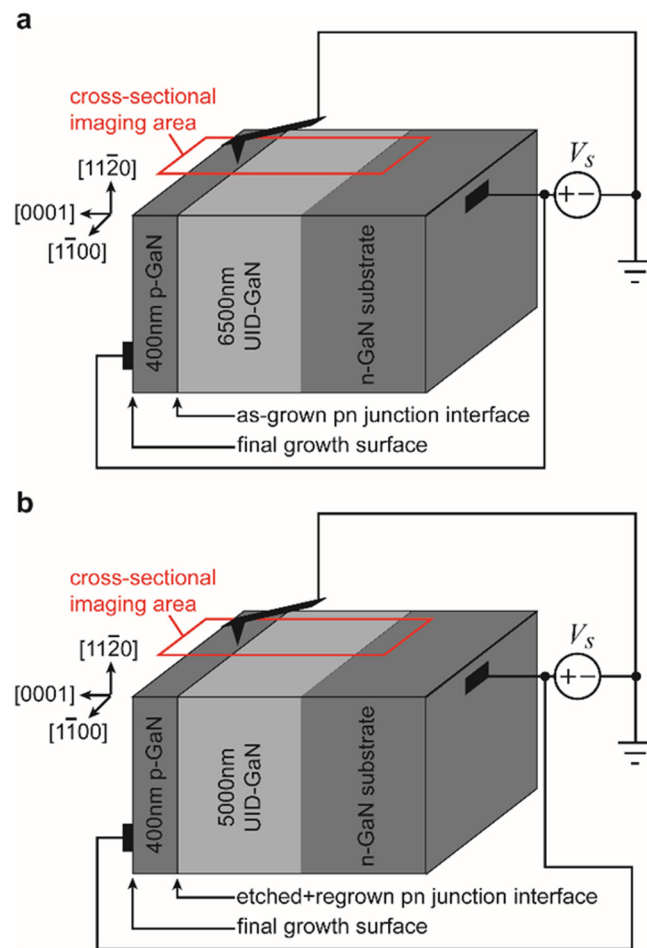 a
cross-sectional
imaging area
[112̄0]
[0001]
[11̄00]
400nm p-GaN
6500nm
UID-GaN
n-GaN substrate
Vs
+ −
as-grown pn junction interface
final growth surface
b
cross-sectional
imaging area
[112̄0]
[0001]
[11̄00]
400nm p-GaN
5000nm
UID-GaN
n-GaN substrate
Vs
+ −
etched+regrown pn junction interface
final growth surface